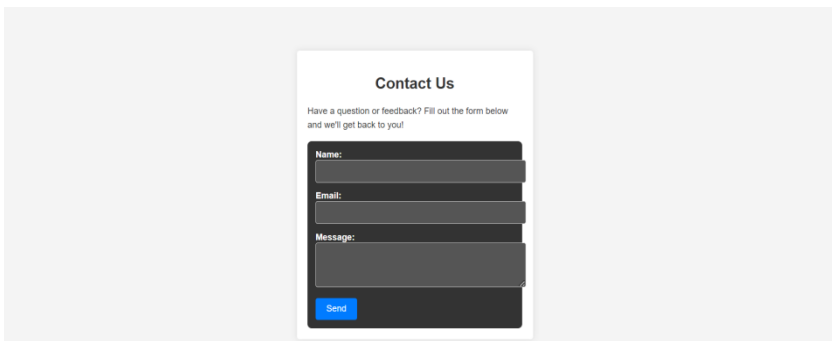 Contact Us
Have a question or feedback? Fill out the form below
and we'll get back to you!
Name:
Email:
Message:
Send